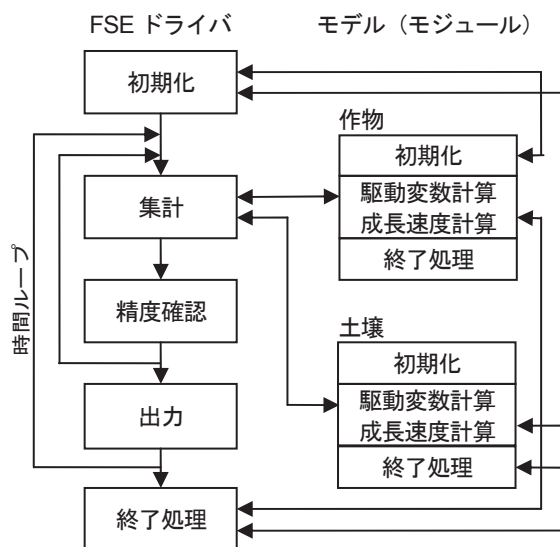 FSE ドライバ
モデル（モジュール）
初期化
集計
精度確認
出力
終了処理
時間ループ
作物
初期化
駆動変数計算
成長速度計算
終了処理
土壌
初期化
駆動変数計算
成長速度計算
終了処理